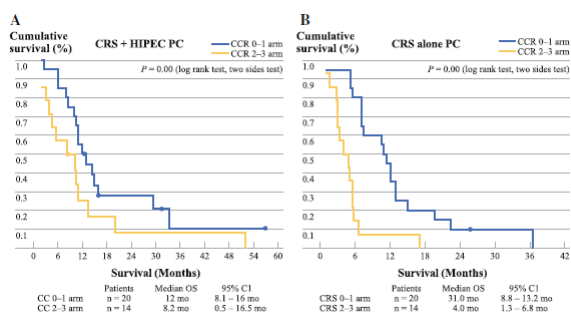 A
Cumulative
survival (%)
CRS + HIPEC PC
CCR 0–1 arm
CCR 2–3 arm
P = 0.00 (log rank test, two sides test)
1.0
0.9
0.8
0.7
0.6
0.5
0.4
0.3
0.2
0.1
0 6 12 18 24 30 36 42 48 54 60
Survival (Months)
Patients Median OS 95% C1
CC 0–1 arm n = 20 12 mo 8.1 – 16 mo
CC 2–3 arm n = 14 8.2 mo 0.5 – 16.5 mo
B
Cumulative
survival (%)
CRS alone PC
CCR 0–1 arm
CCR 2–3 arm
P = 0.00 (log rank test, two sides test)
1.0
0.9
0.8
0.7
0.6
0.5
0.4
0.3
0.2
0.1
0 6 12 18 24 30 36 42
Survival (Months)
Patients Median OS 95% C1
CRS 0–1 arm n = 20 31.0 mo 8.8 – 13.2 mo
CRS 2–3 arm n = 14 4.0 mo 1.3 – 6.8 mo